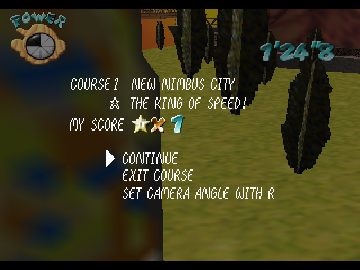 POWER
1'24"8
COURSE 1 NEW NIMBUS CITY
☆ THE KING OF SPEED!
MY SCORE ★ × 1
CONTINUE
EXIT COURSE
SET CAMERA ANGLE WITH R